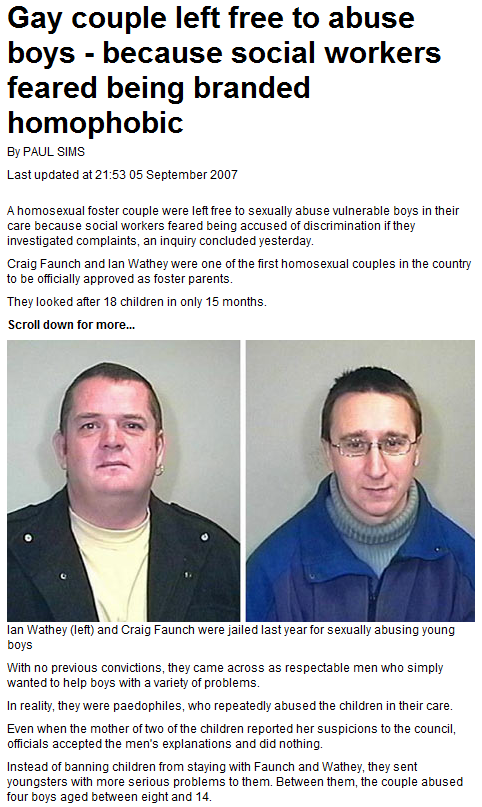 Gay couple left free to abuse
boys - because social workers
feared being branded
homophobic
By PAUL SIMS
Last updated at 21:53 05 September 2007
A homosexual foster couple were left free to sexually abuse vulnerable boys in their
care because social workers feared being accused of discrimination if they
investigated complaints, an inquiry concluded yesterday.
Craig Faunch and Ian Wathey were one of the first homosexual couples in the country
to be officially approved as foster parents.
They looked after 18 children in only 15 months.
Scroll down for more...
Ian Wathey (left) and Craig Faunch were jailed last year for sexually abusing young
boys
With no previous convictions, they came across as respectable men who simply
wanted to help boys with a variety of problems.
In reality, they were paedophiles, who repeatedly abused the children in their care.
Even when the mother of two of the children reported her suspicions to the council,
officials accepted the men's explanations and did nothing.
Instead of banning children from staying with Faunch and Wathey, they sent
youngsters with more serious problems to them. Between them, the couple abused
four boys aged between eight and 14.